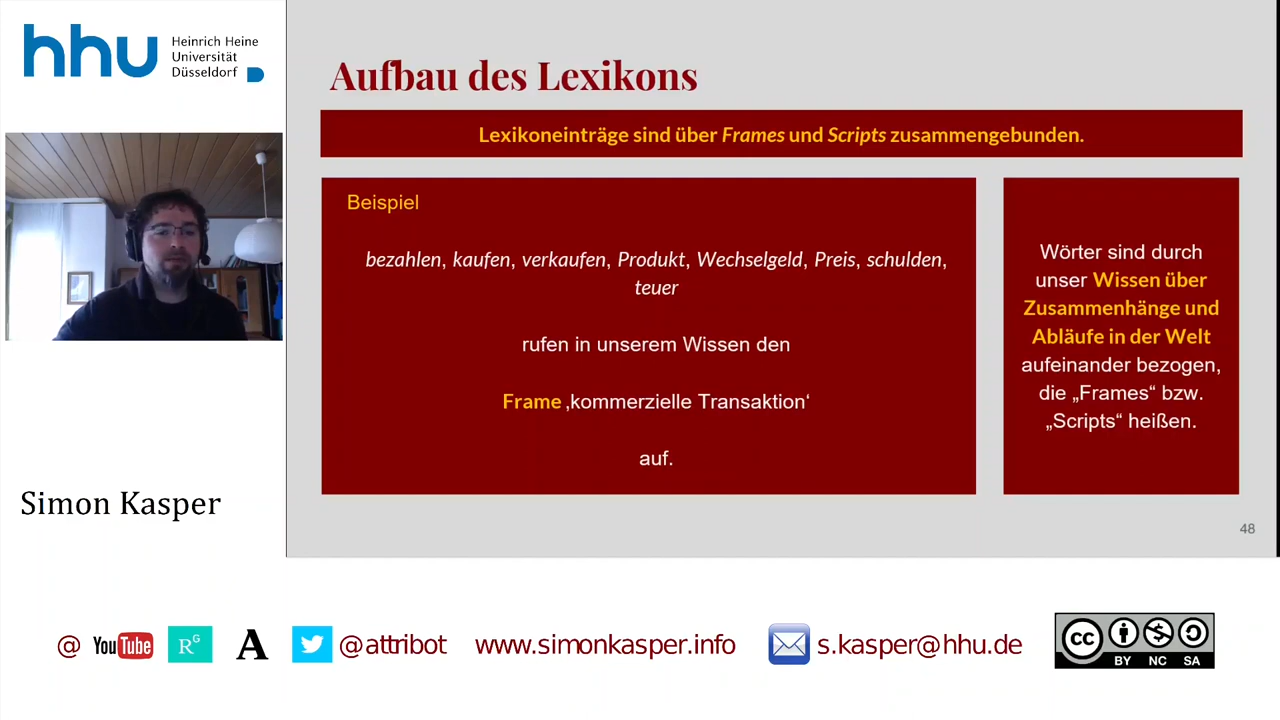 hhu
Heinrich Heine
Universität
Düsseldorf
Aufbau des Lexikons
Lexikoneinträge sind über Frames und Scripts zusammengebunden.
Beispiel
bezahlen, kaufen, verkaufen, Produkt, Wechselgeld, Preis, schulden,
teuer
rufen in unserem Wissen den
Frame ‚kommerzielle Transaktion‘
auf.
Wörter sind durch
unser Wissen über
Zusammenhänge und
Abläufe in der Welt
aufeinander bezogen,
die „Frames“ bzw.
„Scripts“ heißen.
48
Simon Kasper
@ YouTube RG A @attribot www.simonkasper.info s.kasper@hhu.de
cc BY NC SA